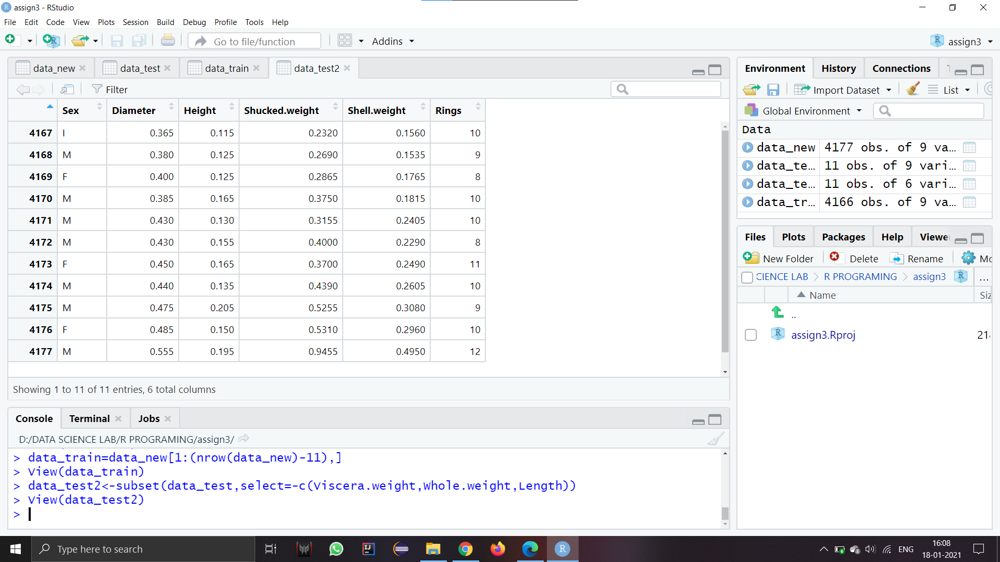 assign3 - RStudio
File Edit Code View Plots Session Build Debug Profile Tools Help
Go to file/function Addins assign3
data_new data_test data_train data_test2
Filter
Sex Diameter Height Shucked.weight Shell.weight Rings
4167 I 0.365 0.115 0.2320 0.1560 10
4168 M 0.380 0.125 0.2690 0.1535 9
4169 F 0.400 0.125 0.2865 0.1765 8
4170 M 0.385 0.165 0.3750 0.1815 10
4171 M 0.430 0.130 0.3155 0.2405 10
4172 M 0.430 0.155 0.4000 0.2290 8
4173 F 0.450 0.165 0.3700 0.2490 11
4174 M 0.440 0.135 0.4390 0.2605 10
4175 M 0.475 0.205 0.5255 0.3080 9
4176 F 0.485 0.150 0.5310 0.2960 10
4177 M 0.555 0.195 0.9455 0.4950 12
Showing 1 to 11 of 11 entries, 6 total columns
Console Terminal Jobs
D:/DATA SCIENCE LAB/R PROGRAMING/assign3/
> data_train=data_new[1:(nrow(data_new)-11),]
> View(data_train)
> data_test2<-subset(data_test,select=-c(Viscera.weight,Whole.weight,Length))
> View(data_test2)
>
Environment History Connections
Import Dataset List
Global Environment
Data
data_new 4177 obs. of 9 va...
data_te... 11 obs. of 9 vari...
data_te... 11 obs. of 6 vari...
data_tr... 4166 obs. of 9 va...
Files Plots Packages Help Viewe
New Folder Delete Rename Mo
CIENCE LAB R PROGRAMING assign3 ...
Name Siz
..
assign3.Rproj 21
Type here to search
ENG
16:08
18-01-2021